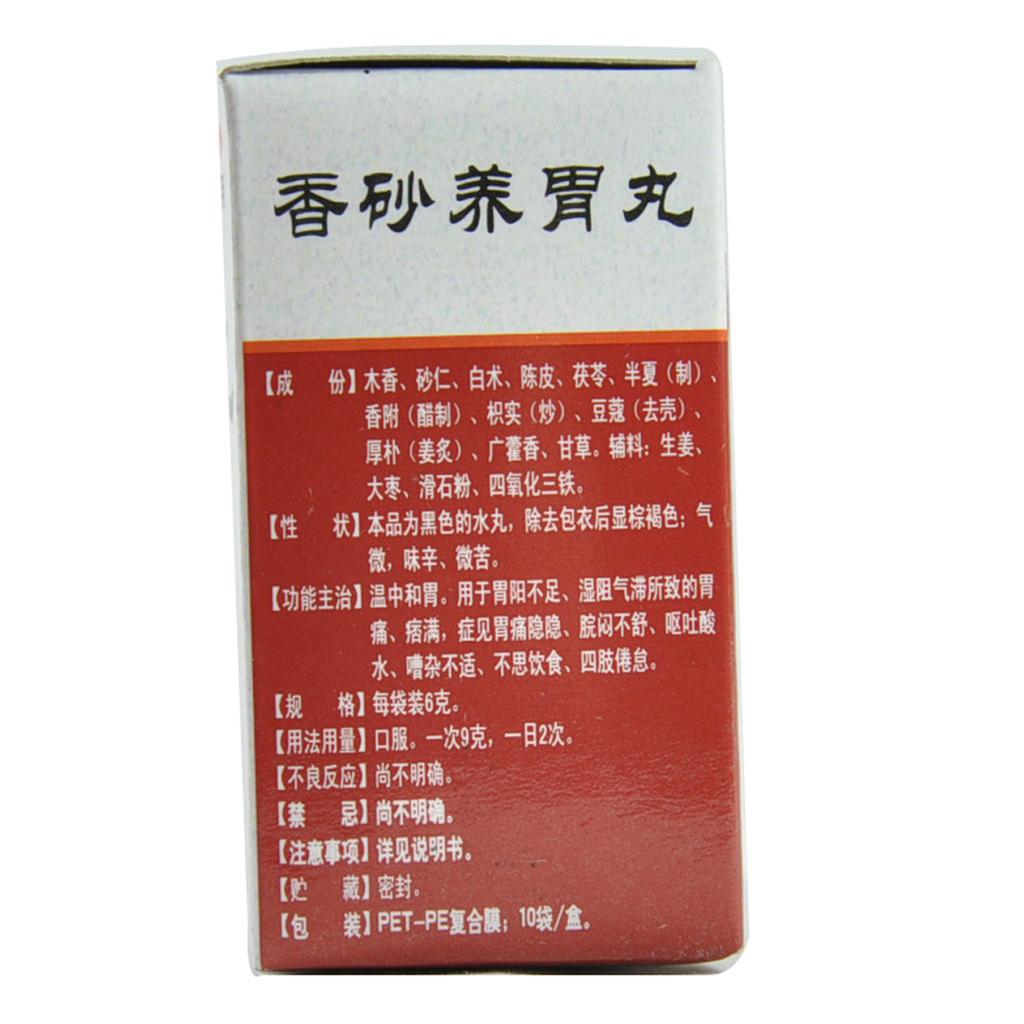 香砂养胃丸
【成　份】木香、砂仁、白术、陈皮、茯苓、半夏（制）、
香附（醋制）、枳实（炒）、豆蔻（去壳）、
厚朴（姜炙）、广藿香、甘草。辅料：生姜、
大枣、滑石粉、四氧化三铁。
【性　状】本品为黑色的水丸，除去包衣后显棕褐色；气
微，味辛、微苦。
【功能主治】温中和胃。用于胃阳不足、湿阻气滞所致的胃
痛、痞满，症见胃痛隐隐、脘闷不舒、呕吐酸
水、嘈杂不适、不思饮食、四肢倦怠。
【规　格】每袋装6克。
【用法用量】口服。一次9克，一日2次。
【不良反应】尚不明确。
【禁　忌】尚不明确。
【注意事项】详见说明书。
【贮　藏】密封。
【包　装】PET-PE复合膜；10袋/盒。